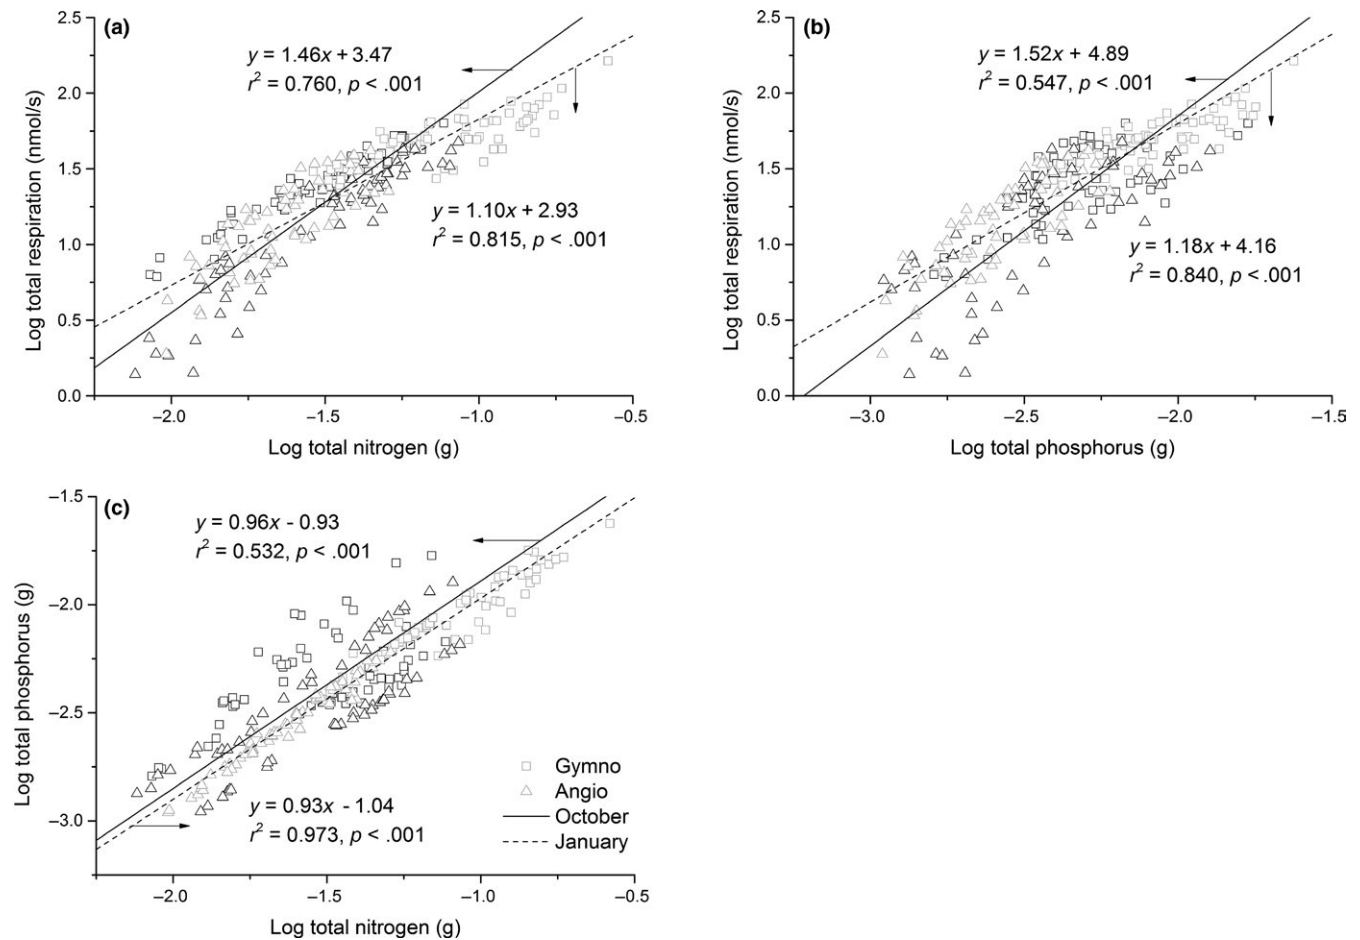 (a)
y = 1.46x + 3.47
r² = 0.760, p < .001
y = 1.10x + 2.93
r² = 0.815, p < .001
Log total respiration (nmol/s)
2.5
2.0
1.5
1.0
0.5
0.0
–2.0 –1.5 –1.0 –0.5
Log total nitrogen (g)
(b)
y = 1.52x + 4.89
r² = 0.547, p < .001
y = 1.18x + 4.16
r² = 0.840, p < .001
Log total respiration (nmol/s)
2.5
2.0
1.5
1.0
0.5
0.0
–3.0 –2.5 –2.0 –1.5
Log total phosphorus (g)
(c)
y = 0.96x - 0.93
r² = 0.532, p < .001
y = 0.93x - 1.04
r² = 0.973, p < .001
Gymno
Angio
October
January
Log total phosphorus (g)
–1.5
–2.0
–2.5
–3.0
–2.0 –1.5 –1.0 –0.5
Log total nitrogen (g)